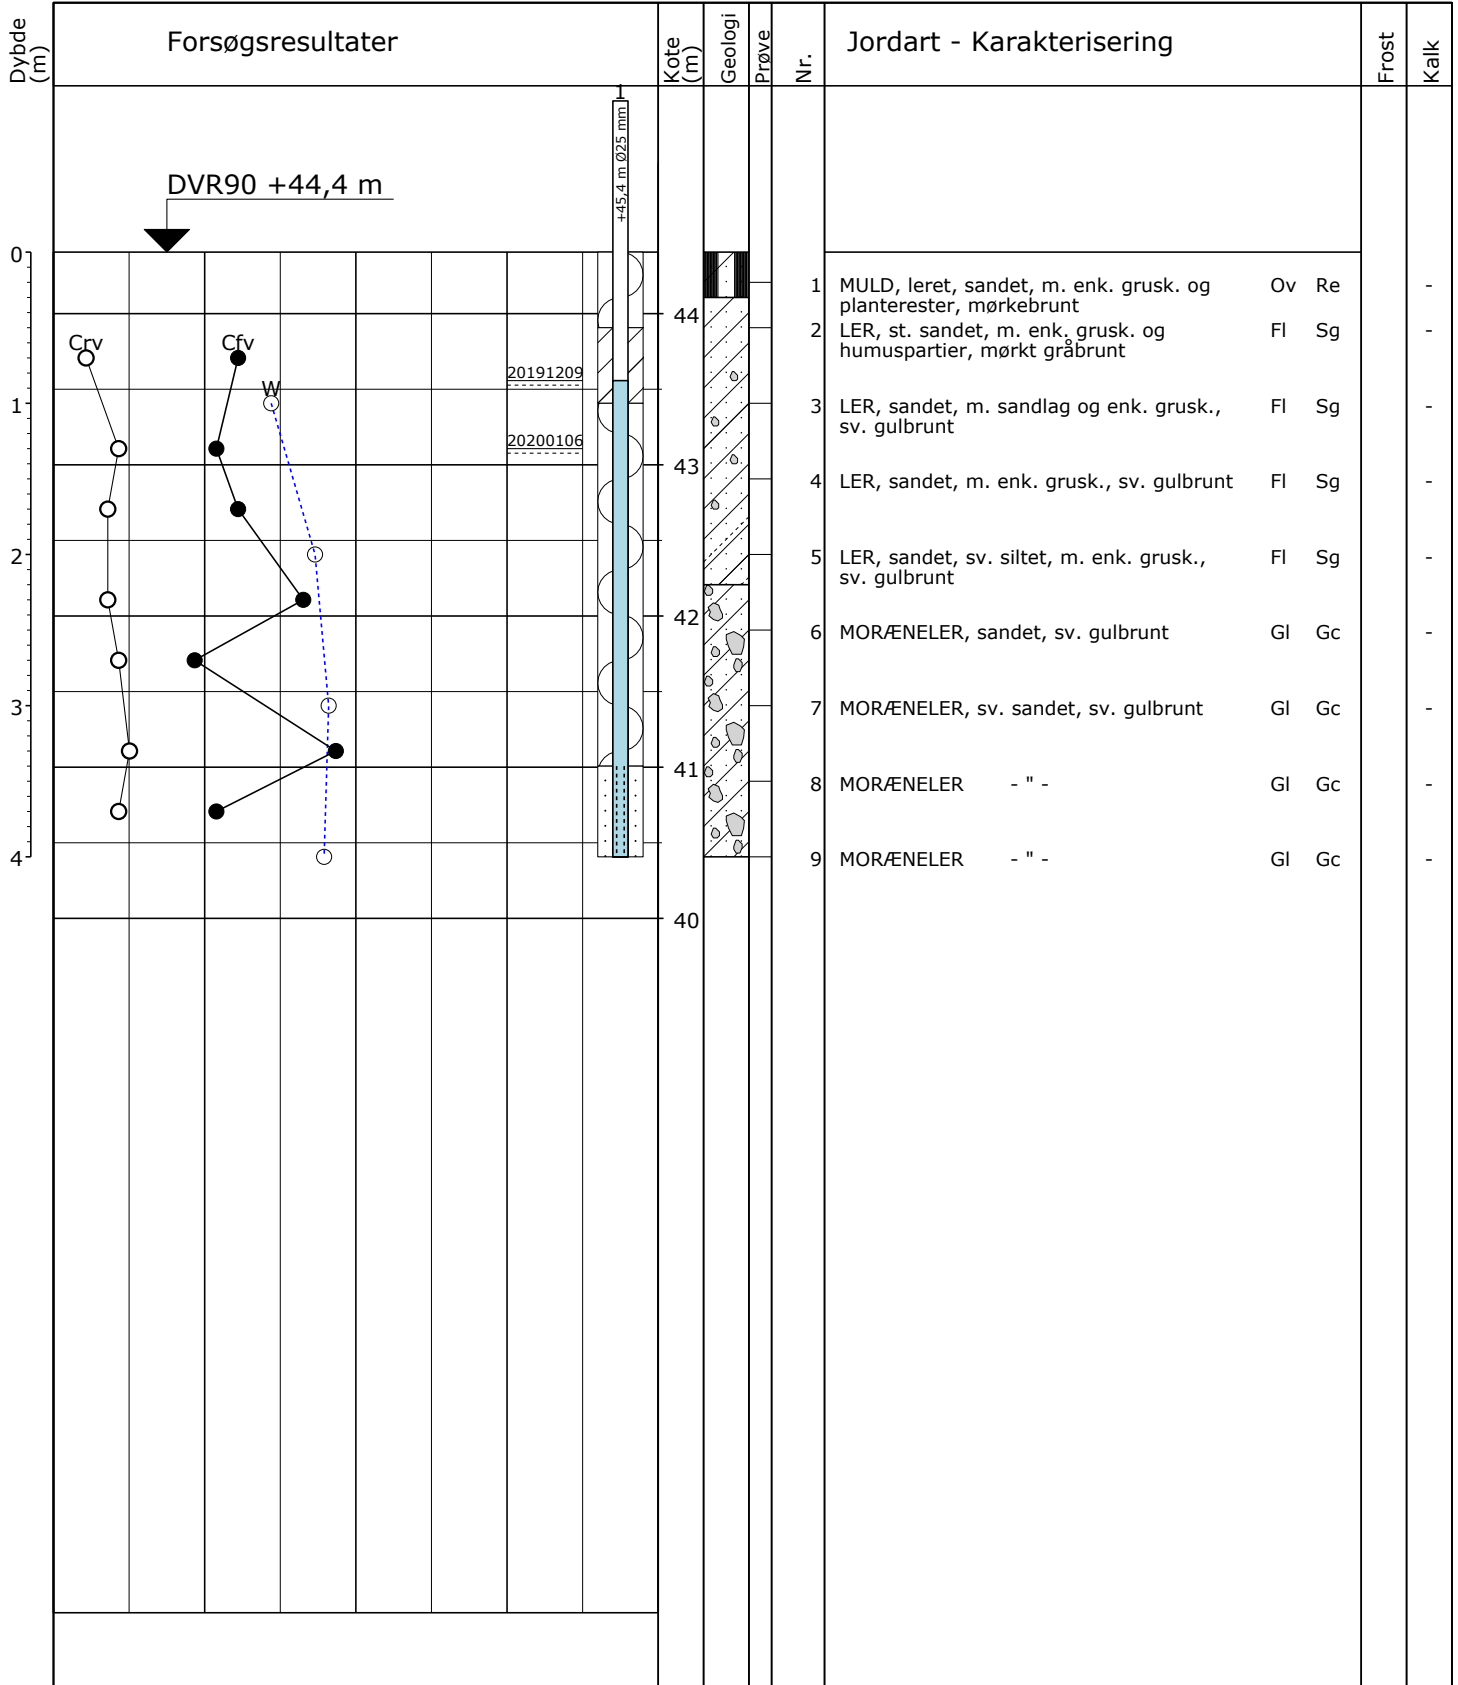 Dybde (m)
Forsøgsresultater
Kote (m)
Geologi
Prøve
Nr.
Jordart - Karakterisering
Frost
Kalk
1
+45,4 m Ø25 mm
DVR90 +44,4 m
0
1 MULD, leret, sandet, m. enk. grusk. og Ov Re -
planterester, mørkebrunt
44
2 LER, st. sandet, m. enk. grusk. og Fl Sg -
humuspartier, mørkt gråbrunt
Crv Cfv
20191209
W
1
3 LER, sandet, m. sandlag og enk. grusk., Fl Sg -
sv. gulbrunt
20200106
43
4 LER, sandet, m. enk. grusk., sv. gulbrunt Fl Sg -
2
5 LER, sandet, sv. siltet, m. enk. grusk., Fl Sg -
sv. gulbrunt
42
6 MORÆNELER, sandet, sv. gulbrunt Gl Gc -
3
7 MORÆNELER, sv. sandet, sv. gulbrunt Gl Gc -
41
8 MORÆNELER - " - Gl Gc -
4
9 MORÆNELER - " - Gl Gc -
40